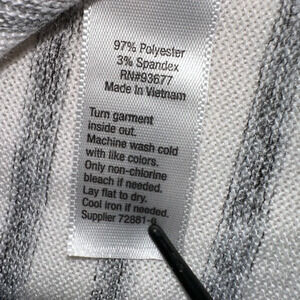 97% Polyester
3% Spandex
RN#93677
Made In Vietnam
Turn garment
inside out.
Machine wash cold
with like colors.
Only non-chlorine
bleach if needed.
Lay flat to dry.
Cool iron if needed.
Supplier 72881-6